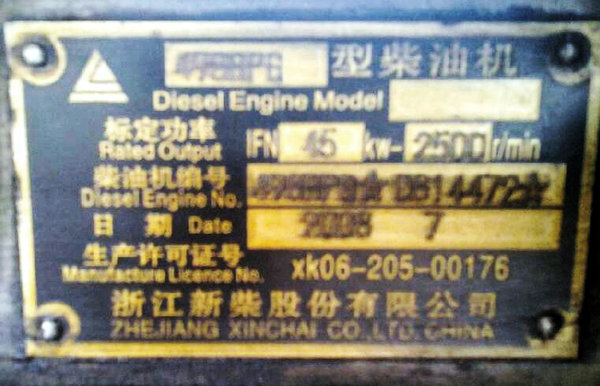 型柴油机
Diesel Engine Model
标定功率 IFN 45 kw- 2500 r/min
Rated Output
柴油机编号
Diesel Engine No.
日 期 Date 2008 7
生产许可证号
Manufacture Licence No. xk06-205-00176
浙江新柴股份有限公司
ZHEJIANG XINCHAI CO.,LTD. CHINA